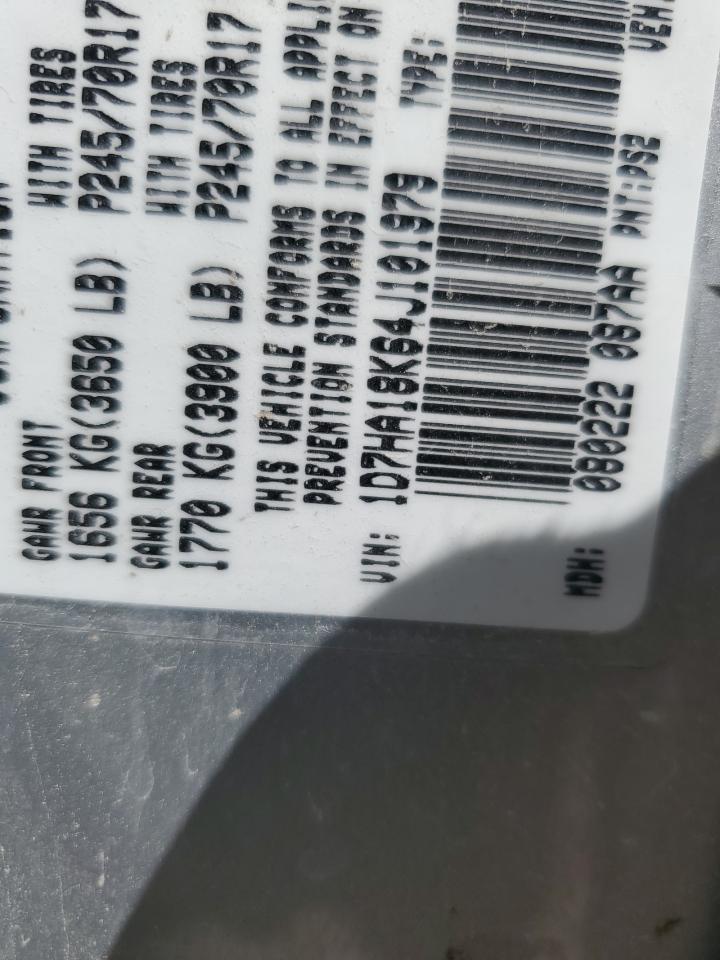 GAWR FRONT WITH TIRES
1656 KG(3650 LB) P245/70R17
GAWR REAR WITH TIRES
1770 KG(3900 LB) P245/70R17
THIS VEHICLE CONFORMS TO ALL APPLI
PREVENTION STANDARDS IN EFFECT ON
VIN: 1D7HA18K64J101979 TYPE:
MDH: 080222 087AA PNT:PS2 VEHI